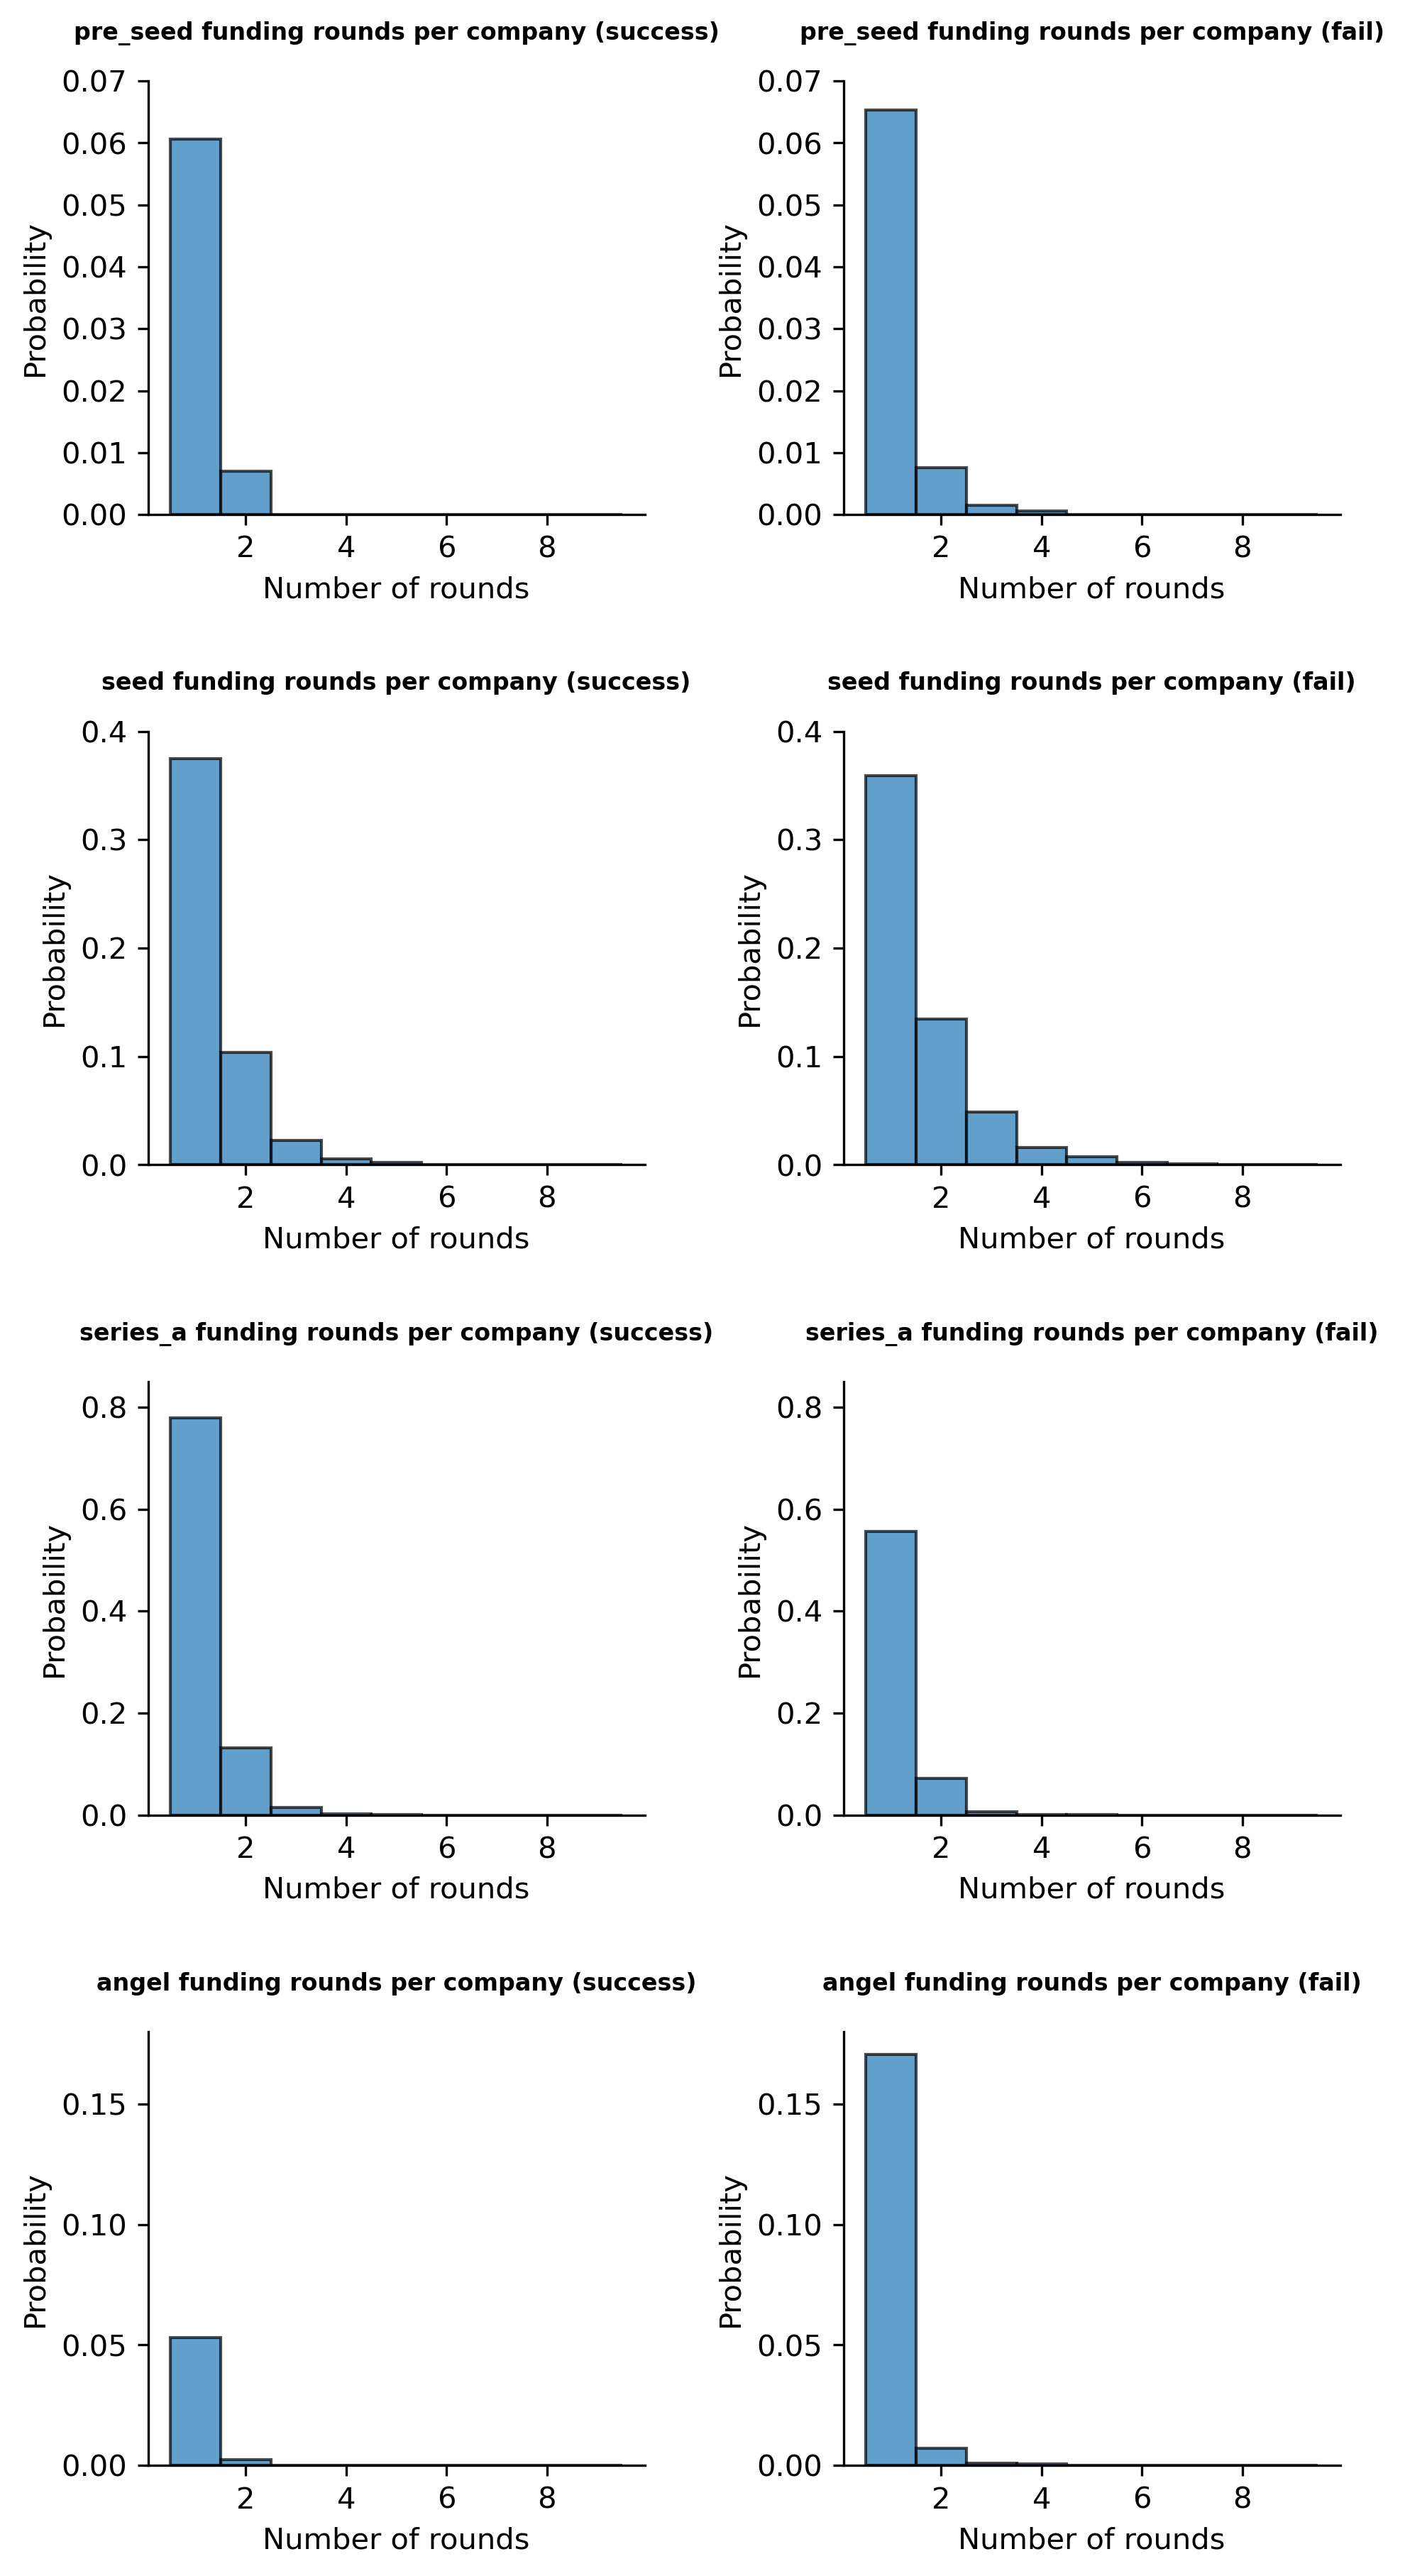 pre_seed funding rounds per company (success)
0.07
0.06
0.05
0.04
0.03
0.02
0.01
0.00
Probability
2 4 6 8
Number of rounds
pre_seed funding rounds per company (fail)
0.07
0.06
0.05
0.04
0.03
0.02
0.01
0.00
Probability
2 4 6 8
Number of rounds
seed funding rounds per company (success)
0.4
0.3
0.2
0.1
0.0
Probability
2 4 6 8
Number of rounds
seed funding rounds per company (fail)
0.4
0.3
0.2
0.1
0.0
Probability
2 4 6 8
Number of rounds
series_a funding rounds per company (success)
0.8
0.6
0.4
0.2
0.0
Probability
2 4 6 8
Number of rounds
series_a funding rounds per company (fail)
0.8
0.6
0.4
0.2
0.0
Probability
2 4 6 8
Number of rounds
angel funding rounds per company (success)
0.15
0.10
0.05
0.00
Probability
2 4 6 8
Number of rounds
angel funding rounds per company (fail)
0.15
0.10
0.05
0.00
Probability
2 4 6 8
Number of rounds